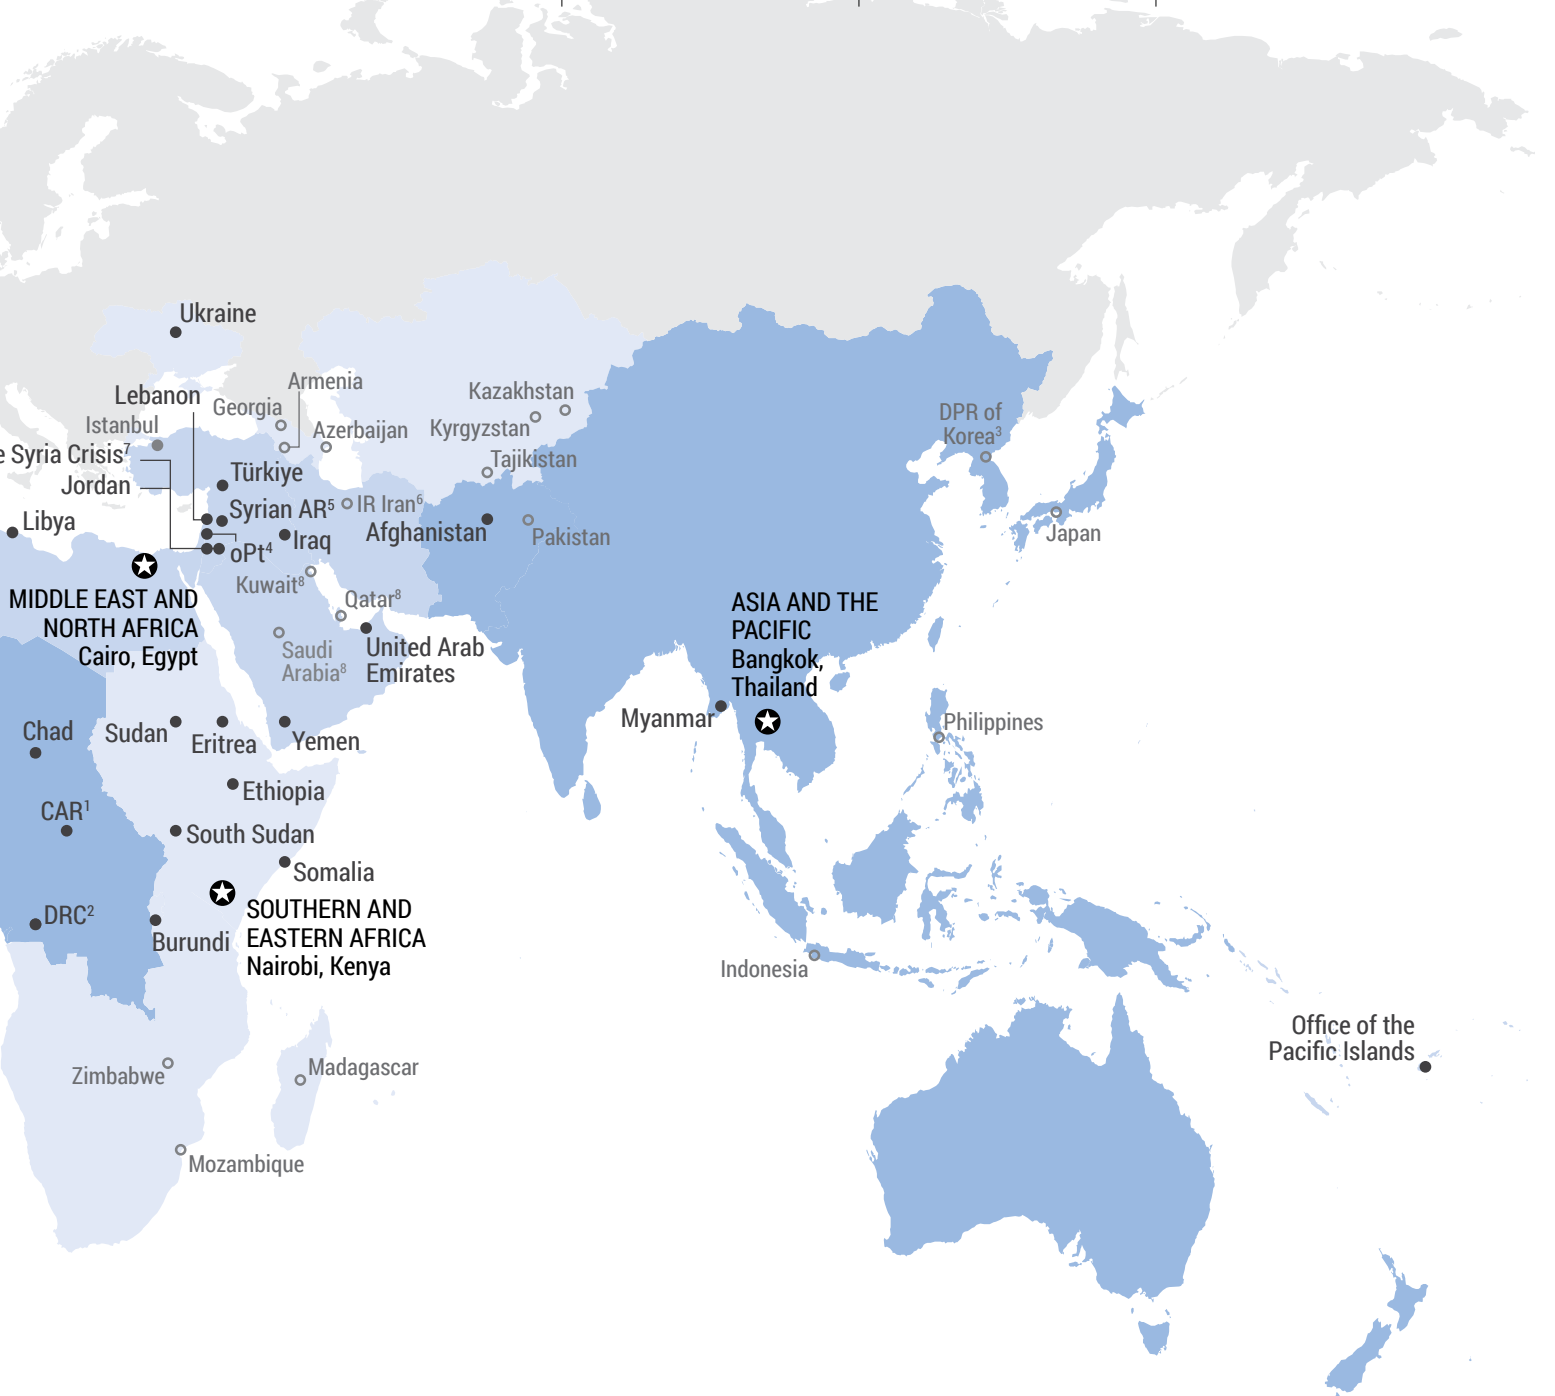 Ukraine
Armenia
Lebanon
Georgia
Kazakhstan
Istanbul
Azerbaijan
Kyrgyzstan
DPR of
Korea³
e Syria Crisis⁷
Tajikistan
Türkiye
Jordan
Syrian AR⁵
IR Iran⁶
Libya
Afghanistan
Pakistan
Japan
Iraq
oPt⁴
Kuwait⁸
Qatar⁸
MIDDLE EAST AND
NORTH AFRICA
Cairo, Egypt
Saudi
Arabia⁸
United Arab
Emirates
ASIA AND THE
PACIFIC
Bangkok,
Thailand
Myanmar
Philippines
Chad
Sudan
Eritrea
Yemen
Ethiopia
CAR¹
South Sudan
Somalia
DRC²
Burundi
SOUTHERN AND
EASTERN AFRICA
Nairobi, Kenya
Indonesia
Office of the
Pacific Islands
Zimbabwe
Madagascar
Mozambique